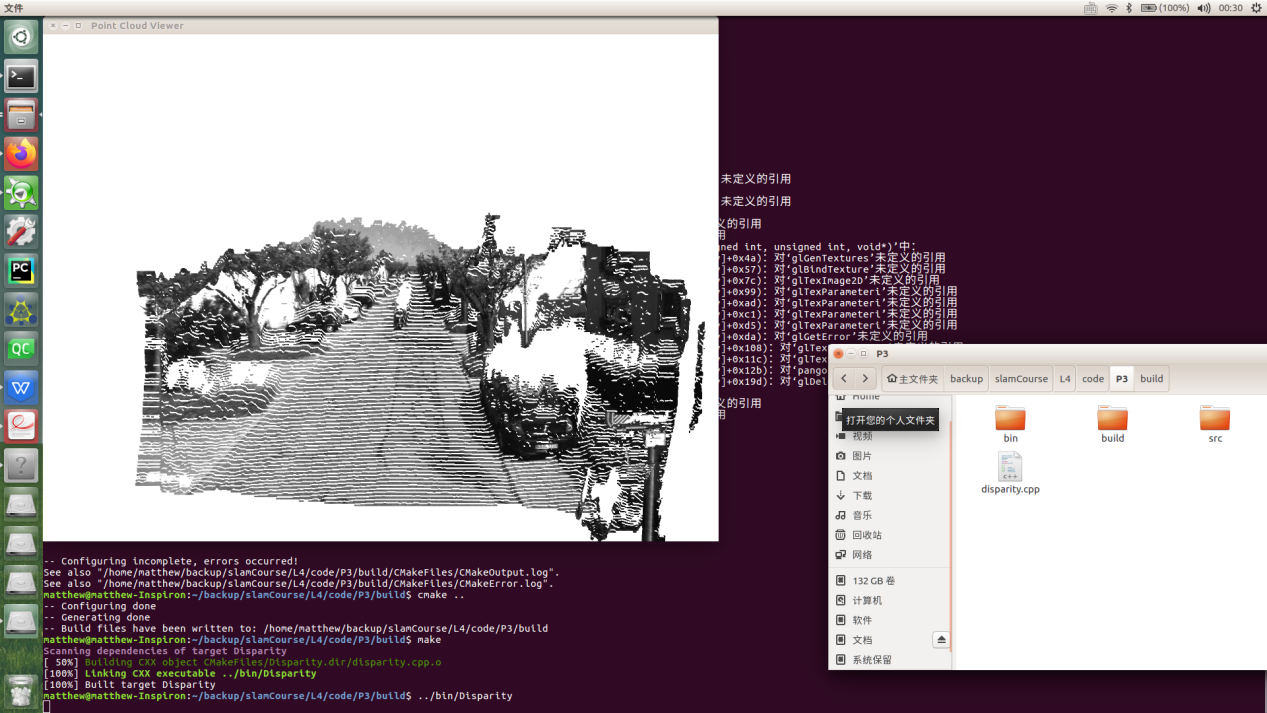 文件
(100%)
00:30
Point Cloud Viewer
未定义的引用
未定义的引用
义的引用
用
ned int, unsigned int, void*)’中:
]+0x4a): 对‘glGenTextures’未定义的引用
]+0x57): 对‘glBindTexture’未定义的引用
]+0x7c): 对‘glTexImage2D’未定义的引用
]+0x99): 对‘glTexParameteri’未定义的引用
]+0xad): 对‘glTexParameteri’未定义的引用
]+0xc1): 对‘glTexParameteri’未定义的引用
]+0xd5): 对‘glTexParameteri’未定义的引用
]+0xda): 对‘glGetError’未定义的引用
]+0x108): 对‘glTex
]+0x11c): 对‘glTex
]+0x12b): 对‘pango
]+0x19d): 对‘glDel
义的引用
用
P3
主文件夹 backup slamCourse L4 code P3 build
Home
打开您的个人文件夹
视频
图片
文档
下载
音乐
回收站
网络
132 GB 卷
计算机
软件
文档
系统保留
bin
build
src
disparity.cpp
-- Configuring incomplete, errors occurred!
See also "/home/matthew/backup/slamCourse/L4/code/P3/build/CMakeFiles/CMakeOutput.log".
See also "/home/matthew/backup/slamCourse/L4/code/P3/build/CMakeFiles/CMakeError.log".
matthew@matthew-Inspiron:~/backup/slamCourse/L4/code/P3/build$ cmake ..
-- Configuring done
-- Generating done
-- Build files have been written to: /home/matthew/backup/slamCourse/L4/code/P3/build
matthew@matthew-Inspiron:~/backup/slamCourse/L4/code/P3/build$ make
Scanning dependencies of target Disparity
[ 50%] Building CXX object CMakeFiles/Disparity.dir/disparity.cpp.o
[100%] Linking CXX executable ../bin/Disparity
[100%] Built target Disparity
matthew@matthew-Inspiron:~/backup/slamCourse/L4/code/P3/build$ ../bin/Disparity
PC
QC
W
?
C++